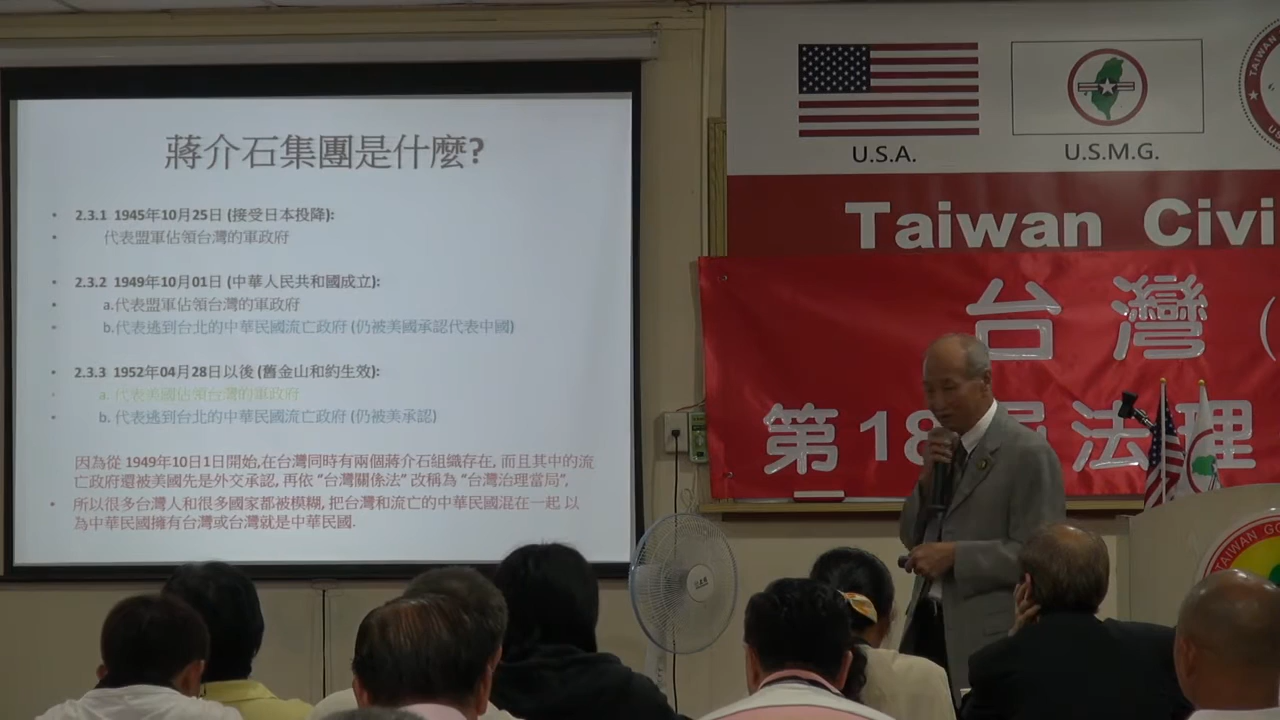 蔣介石集團是什麼?
2.3.1 1945年10月25日 (接受日本投降):
代表盟軍佔領台灣的軍政府
2.3.2 1949年10月01日 (中華人民共和國成立):
a.代表盟軍佔領台灣的軍政府
b.代表逃到台北的中華民國流亡政府 (仍被美國承認代表中國)
2.3.3 1952年04月28日以後 (舊金山和約生效):
a. 代表美國佔領台灣的軍政府
b. 代表逃到台北的中華民國流亡政府 (仍被美承認)
因為從 1949年10月1日開始,在台灣同時有兩個蔣介石組織存在, 而且其中的流
亡政府還被美國先是外交承認, 再依 “台灣關係法” 改稱為 “台灣治理當局”,
所以很多台灣人和很多國家都被模糊, 把台灣和流亡的中華民國混在一起 以
為中華民國擁有台灣或台灣就是中華民國.
U.S.A.
U.S.M.G.
TAIWAN
Taiwan Civi
台灣(
第18屆法理
TAIWAN GO